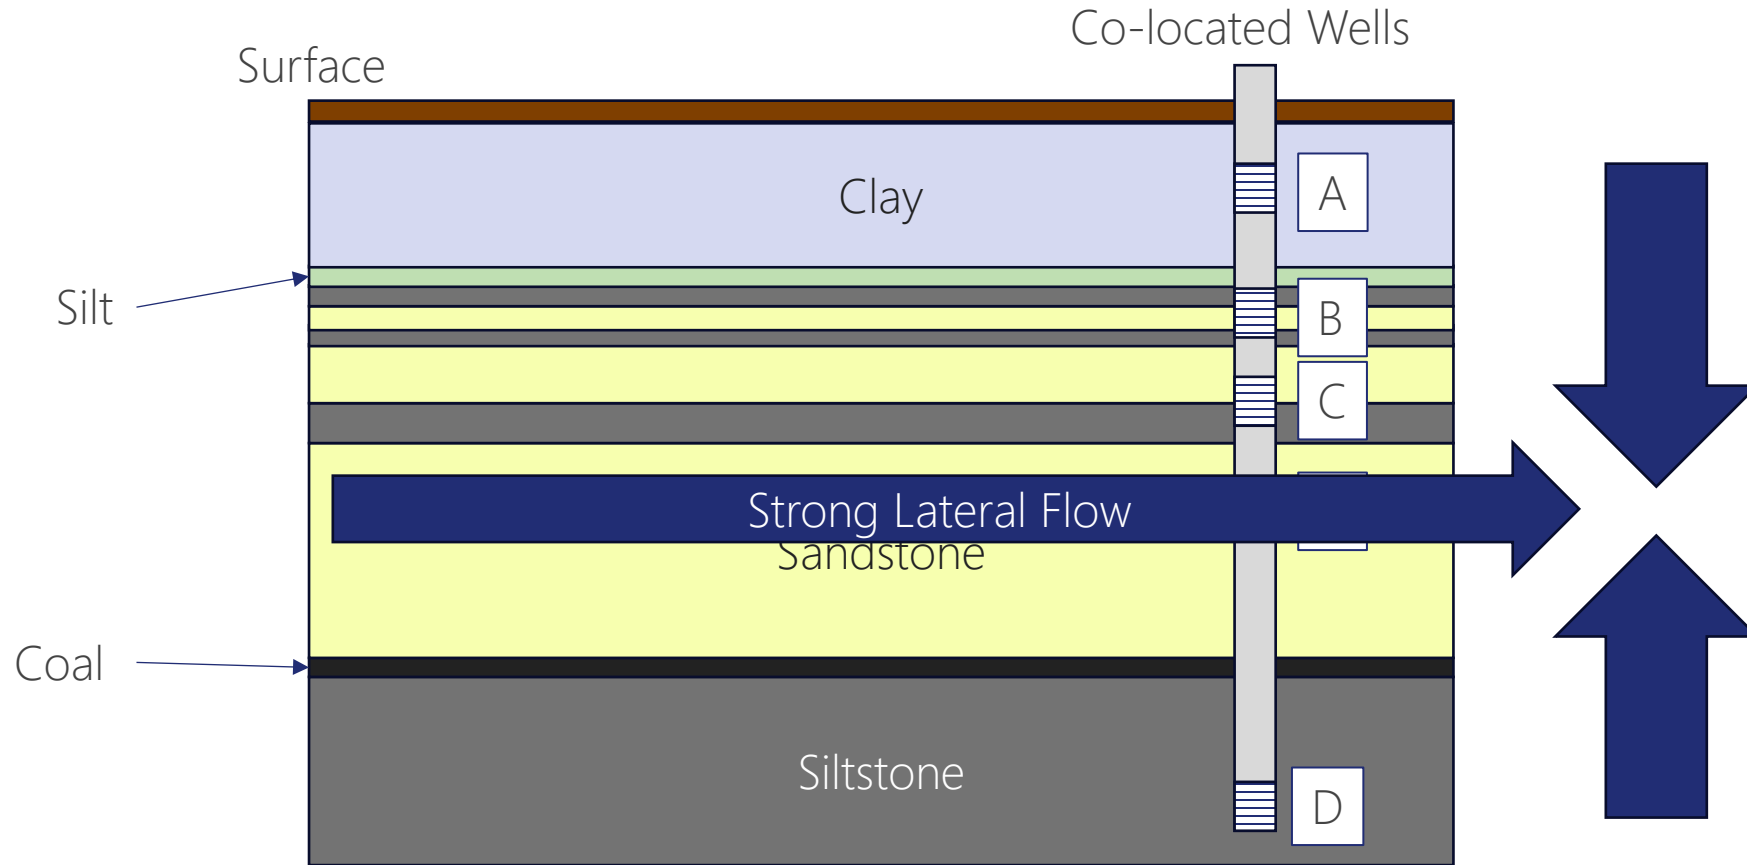 Co-located Wells
Surface
Clay
A
Silt
B
C
Strong Lateral Flow
Sandstone
Coal
Siltstone
D